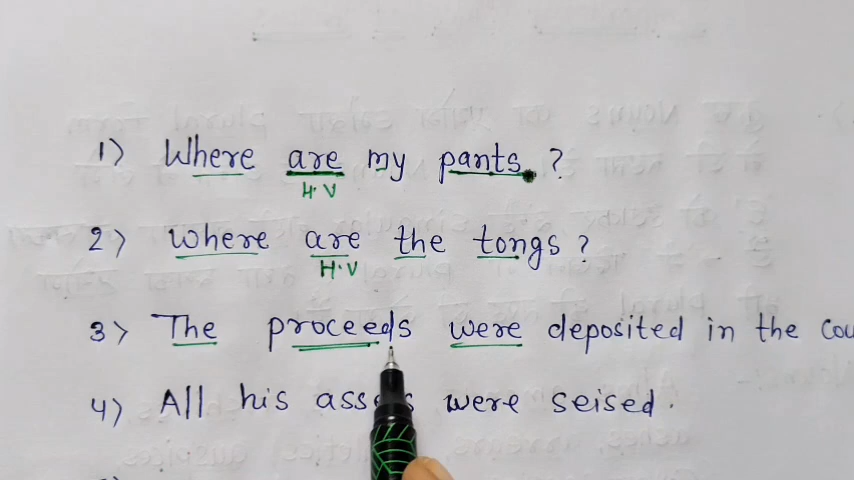 1) Where are my pants. ?
H.V
2) where are the tongs ?
H.V
3) The proceeds were deposited in the
4) All his were seised.